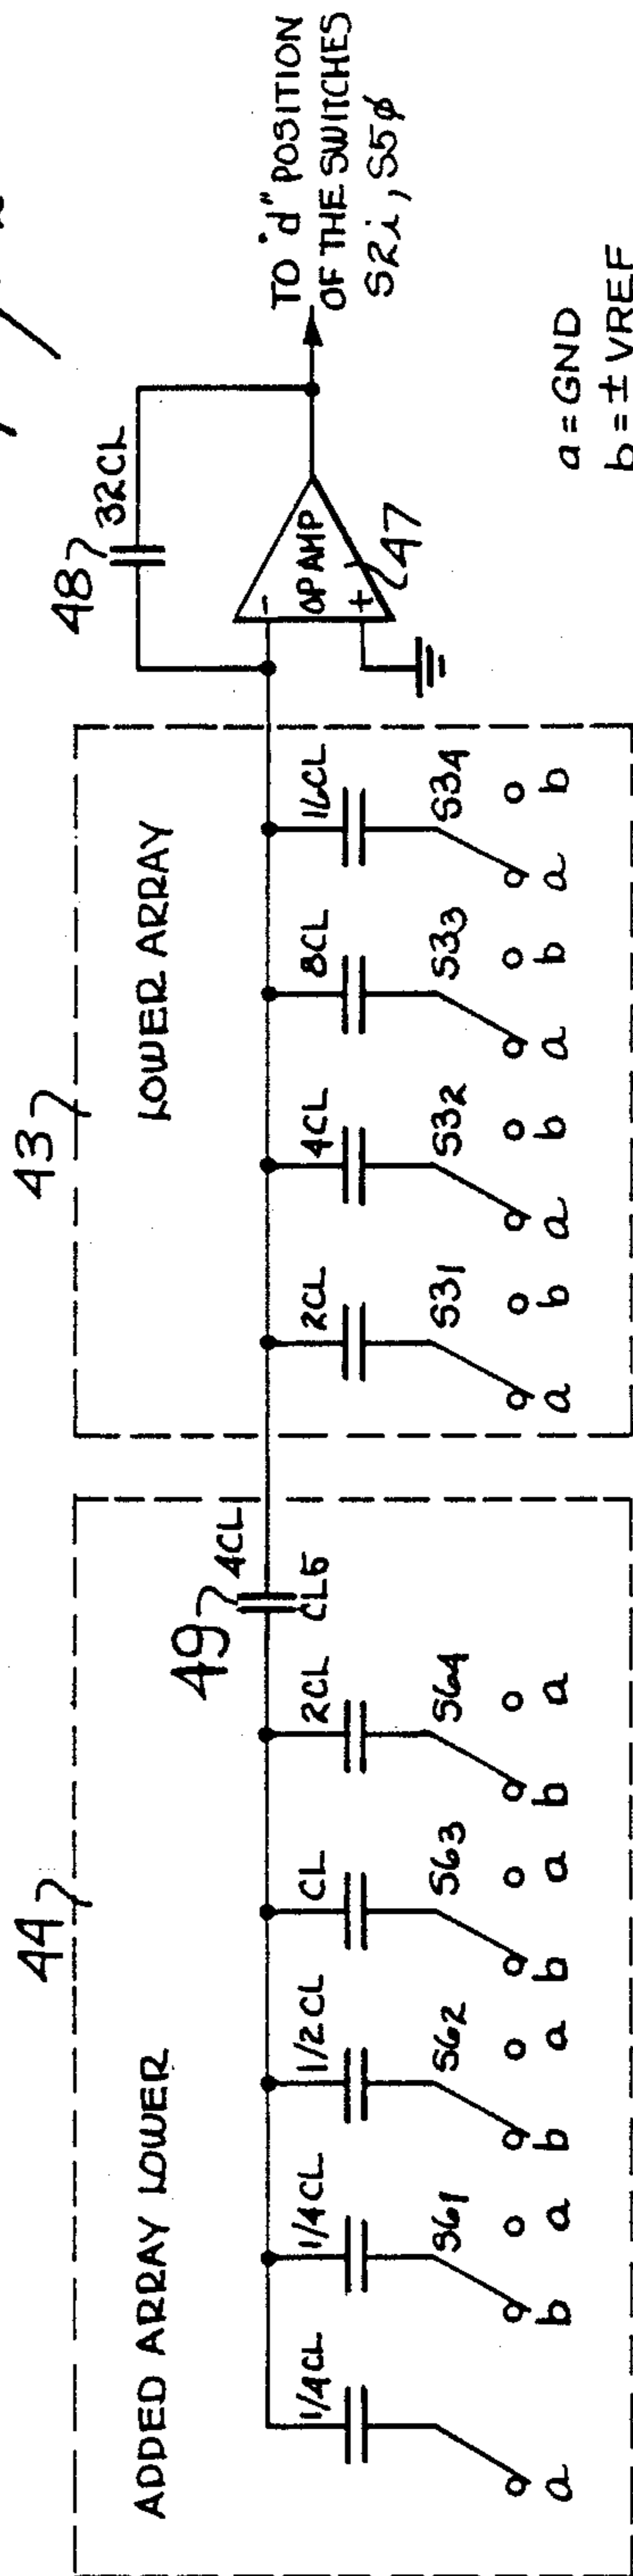 44
43
ADDED ARRAY LOWER
LOWER ARRAY
49
4CL
CL5
48
32CL
1/4CL
1/4CL
1/2CL
CL
2CL
2CL
4CL
8CL
16CL
OP AMP
-
+
47
S61
S62
S63
S64
S31
S32
S33
S34
a
b a
b a
b a
b a
a b
a b
a b
a b
TO "d" POSITION
OF THE SWITCHES
S2i, S5φ
a = GND
b = ± VREF